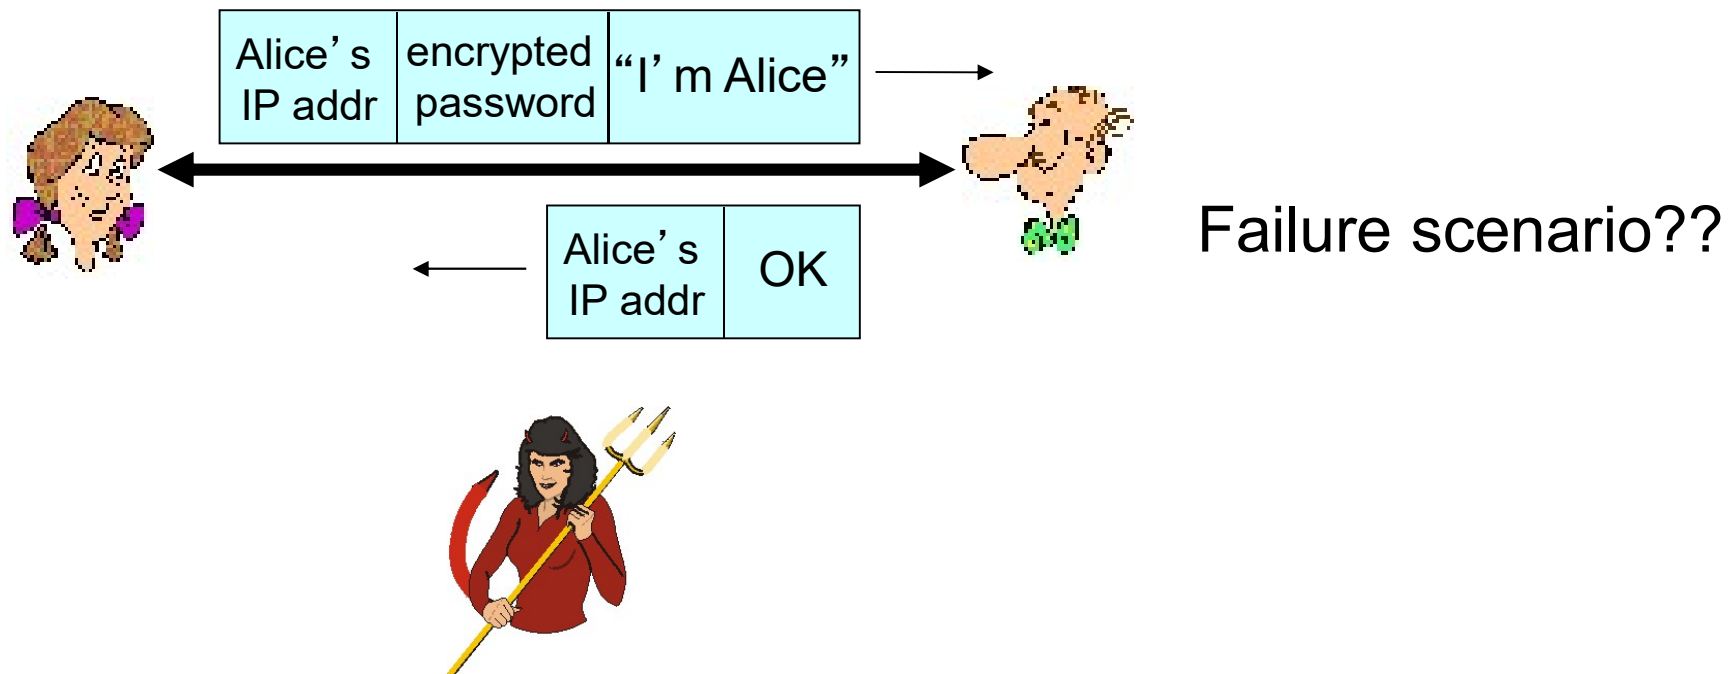 Alice’s
IP addr
encrypted
password
“I’m Alice”
Alice’s
IP addr
OK
Failure scenario??